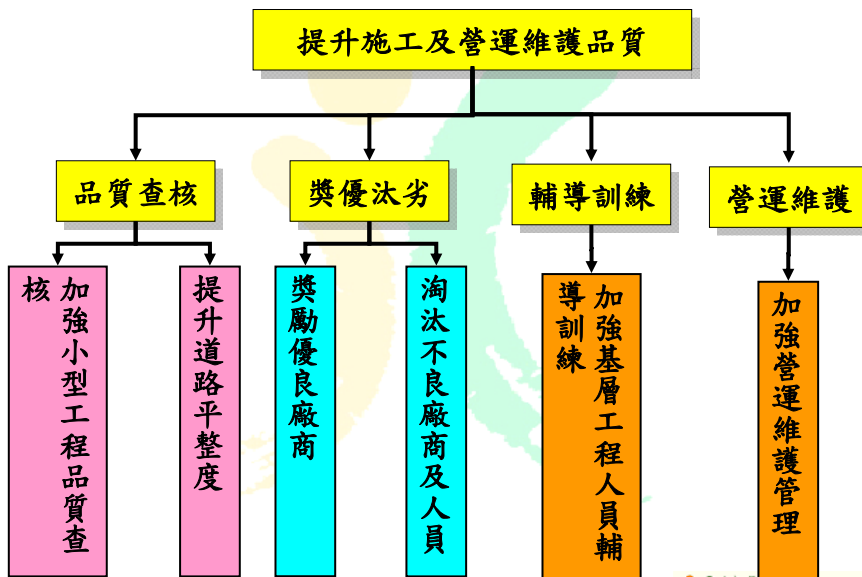 提升施工及營運維護品質
品質查核
獎優汰劣
輔導訓練
營運維護
加強小型工程品質查
核
提升道路平整度
獎勵優良廠商
淘汰不良廠商及人員
加強基層工程人員輔
導訓練
加強營運維護管理